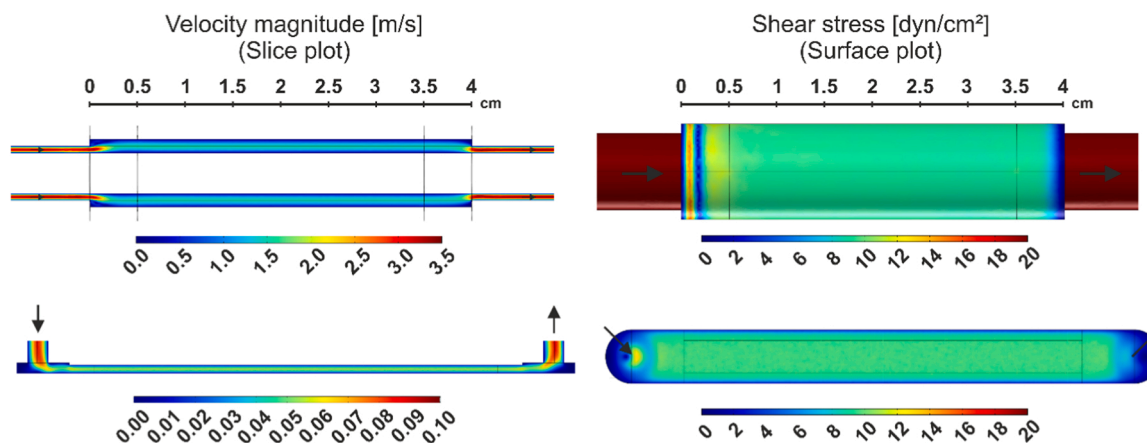 Velocity magnitude [m/s]
(Slice plot)
0 0.5 1 1.5 2 2.5 3 3.5 4
cm
0.0 0.5 1.0 1.5 2.0 2.5 3.0 3.5
Shear stress [dyn/cm²]
(Surface plot)
0 0.5 1 1.5 2 2.5 3 3.5 4
cm
0 2 4 6 8 10 12 14 16 18 20
0.00 0.01 0.02 0.03 0.04 0.05 0.06 0.07 0.08 0.09 0.10
0 2 4 6 8 10 12 14 16 18 20